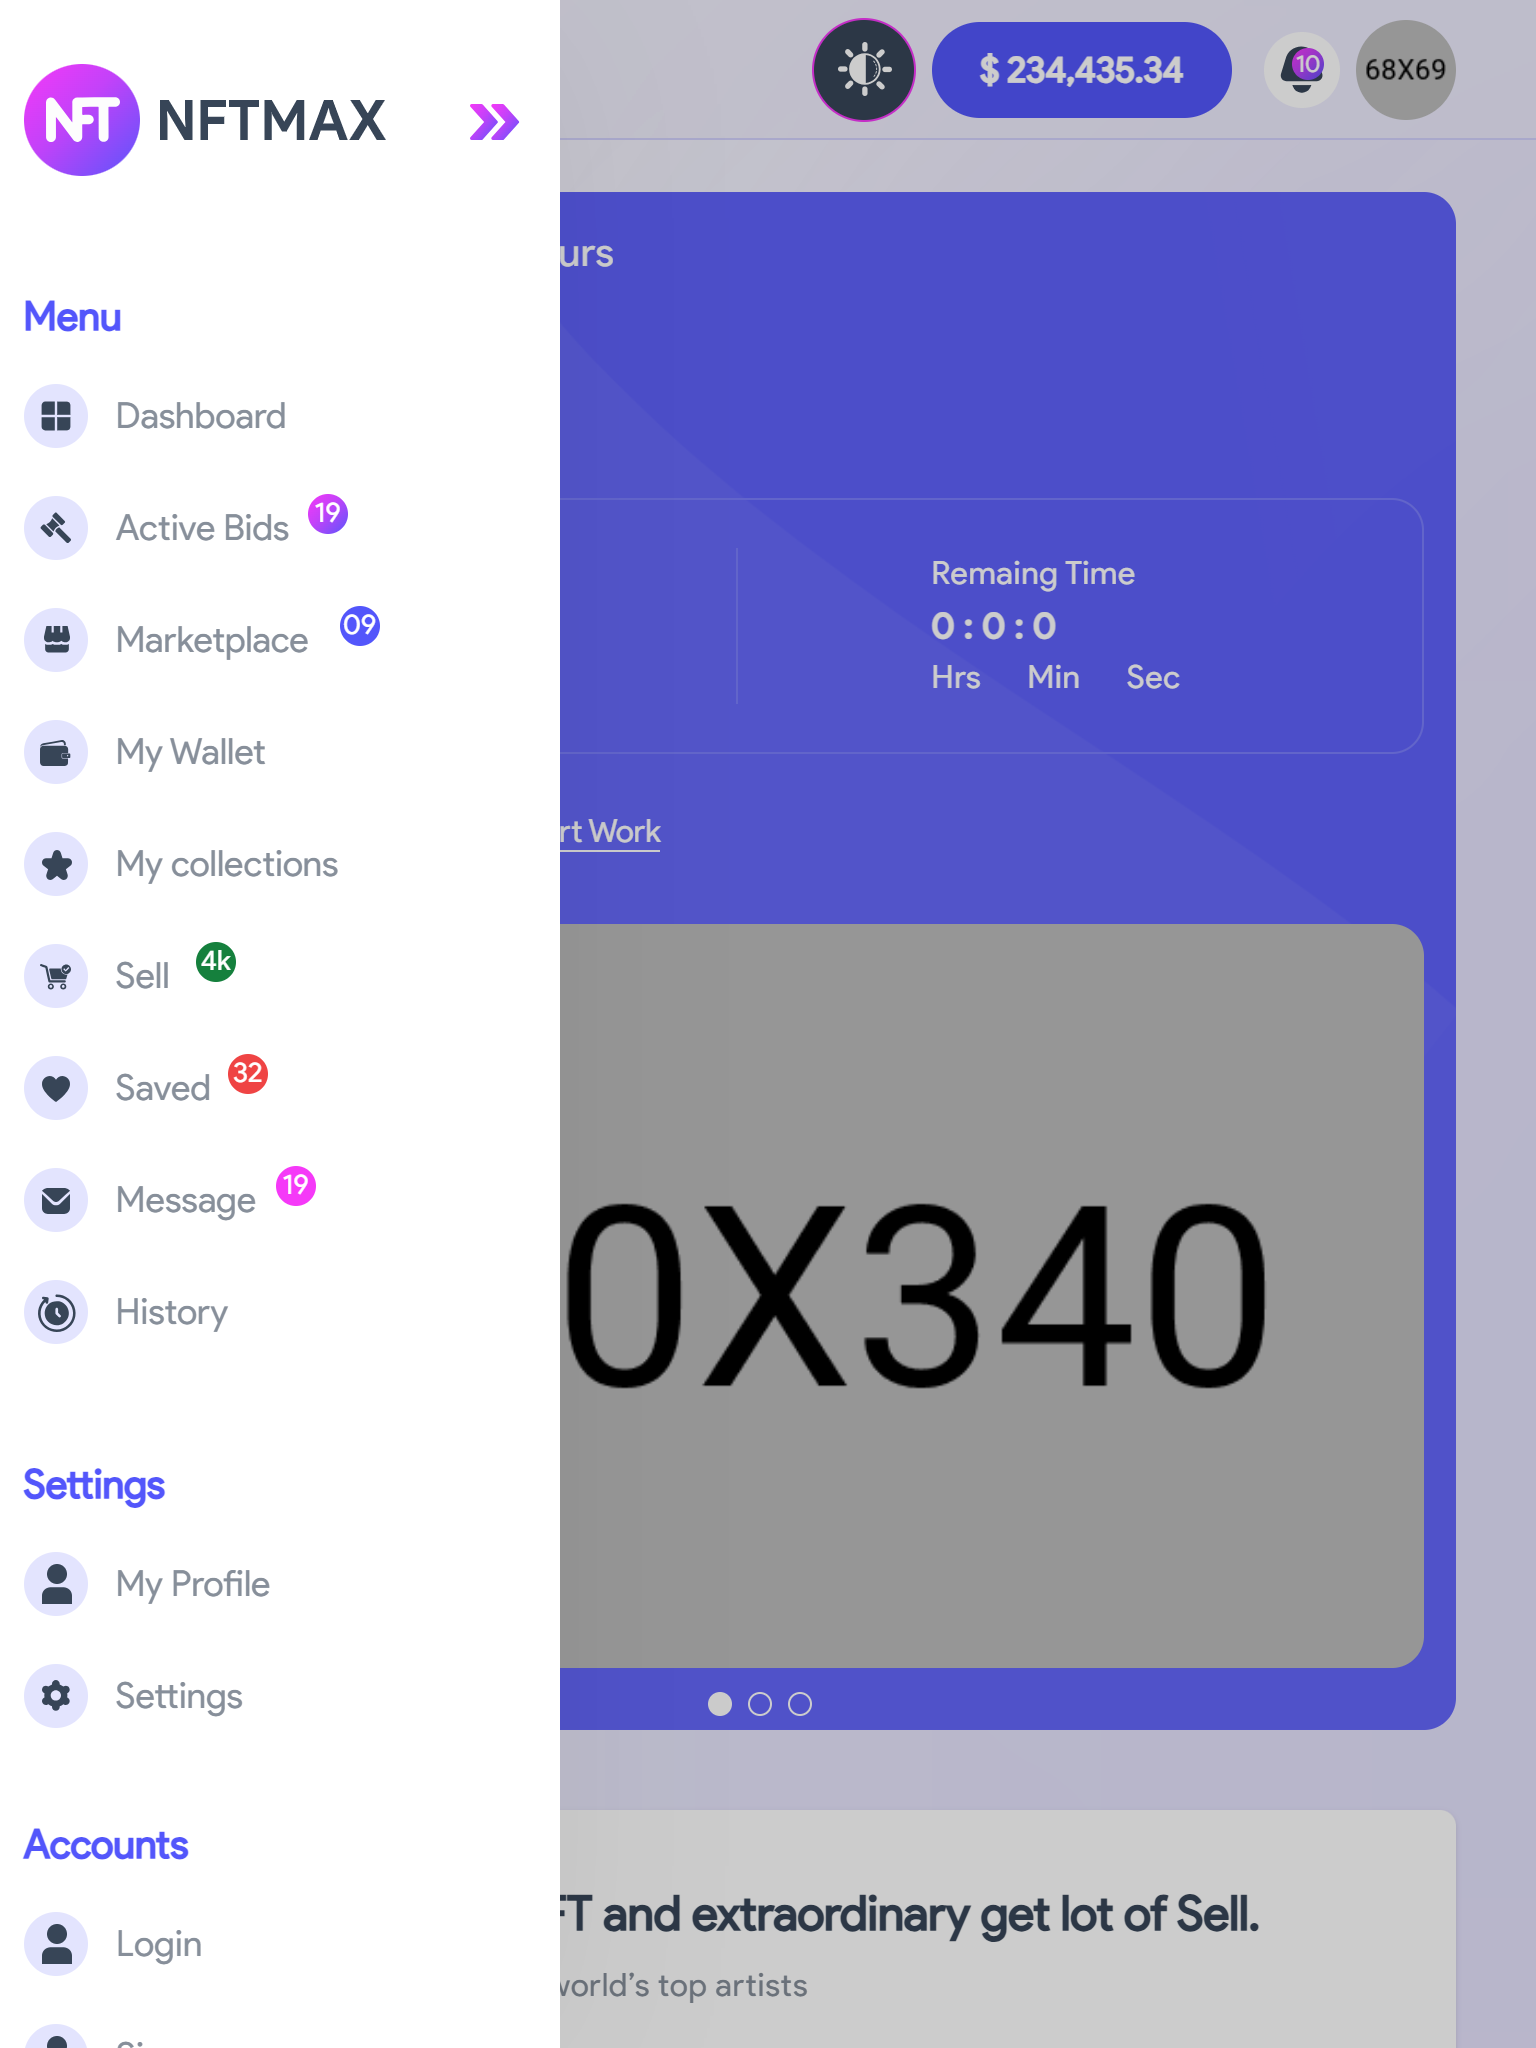 NFT NFTMAX
Menu
Dashboard
Active Bids 19
Marketplace 09
My Wallet
My collections
Sell 4k
Saved 32
Message 19
History
Settings
My Profile
Settings
Accounts
Login
$ 234,435.34
10
68X69
urs
Remaing Time
0 : 0 : 0
Hrs Min Sec
rt Work
0X340
FT and extraordinary get lot of Sell.
world’s top artists